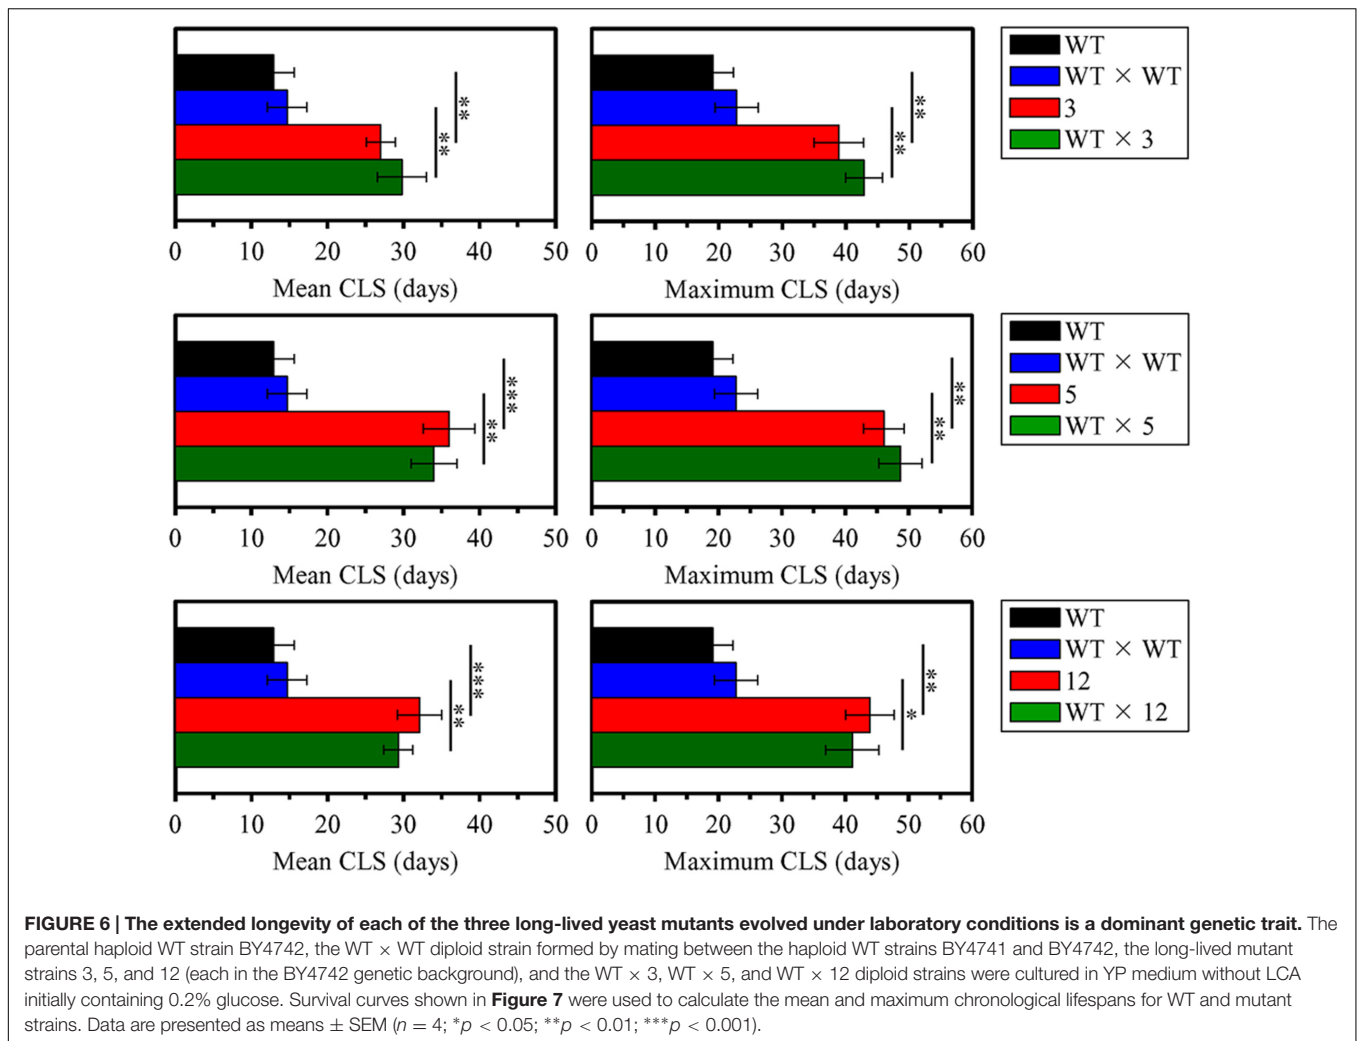 WT
WT × WT
3
WT × 3
**
**
**
**
0 10 20 30 40 50
Mean CLS (days)
0 10 20 30 40 50 60
Maximum CLS (days)
WT
WT × WT
5
WT × 5
***
**
**
**
0 10 20 30 40 50
Mean CLS (days)
0 10 20 30 40 50 60
Maximum CLS (days)
WT
WT × WT
12
WT × 12
***
**
**
*
0 10 20 30 40 50
Mean CLS (days)
0 10 20 30 40 50 60
Maximum CLS (days)
FIGURE 6 | The extended longevity of each of the three long-lived yeast mutants evolved under laboratory conditions is a dominant genetic trait. The
parental haploid WT strain BY4742, the WT × WT diploid strain formed by mating between the haploid WT strains BY4741 and BY4742, the long-lived mutant
strains 3, 5, and 12 (each in the BY4742 genetic background), and the WT × 3, WT × 5, and WT × 12 diploid strains were cultured in YP medium without LCA
initially containing 0.2% glucose. Survival curves shown in Figure 7 were used to calculate the mean and maximum chronological lifespans for WT and mutant
strains. Data are presented as means ± SEM (n = 4; *p < 0.05; **p < 0.01; ***p < 0.001).